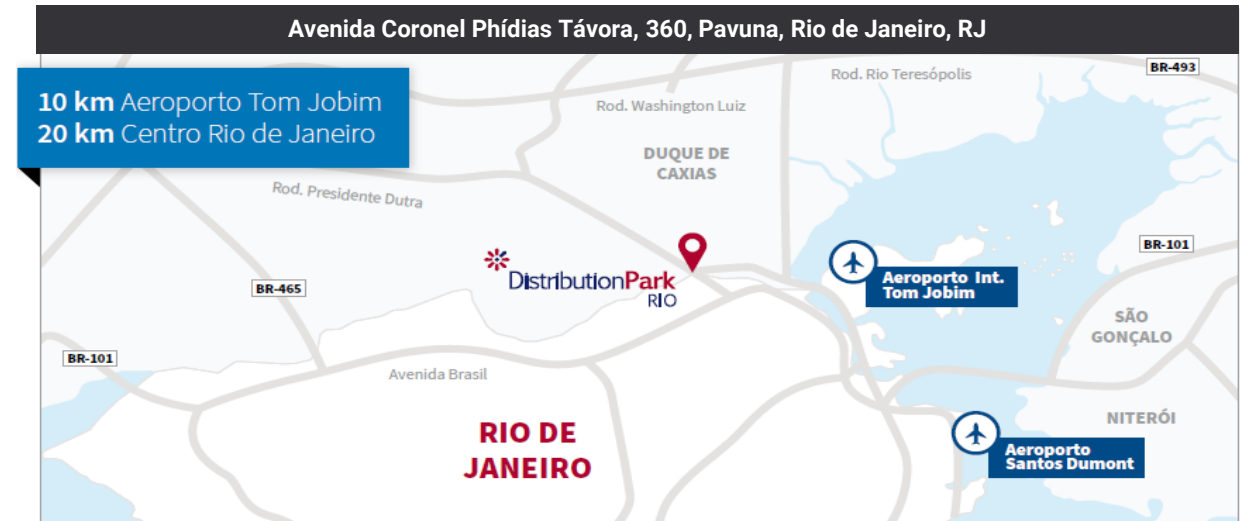 Avenida Coronel Phídias Távora, 360, Pavuna, Rio de Janeiro, RJ
10 km Aeroporto Tom Jobim
20 km Centro Rio de Janeiro
Rod. Rio Teresópolis
BR-493
Rod. Washington Luiz
DUQUE DE
CAXIAS
Rod. Presidente Dutra
BR-101
DistributionPark
RIO
Aeroporto Int.
Tom Jobim
BR-465
SÃO
GONÇALO
BR-101
Avenida Brasil
NITERÓI
RIO DE
JANEIRO
Aeroporto
Santos Dumont